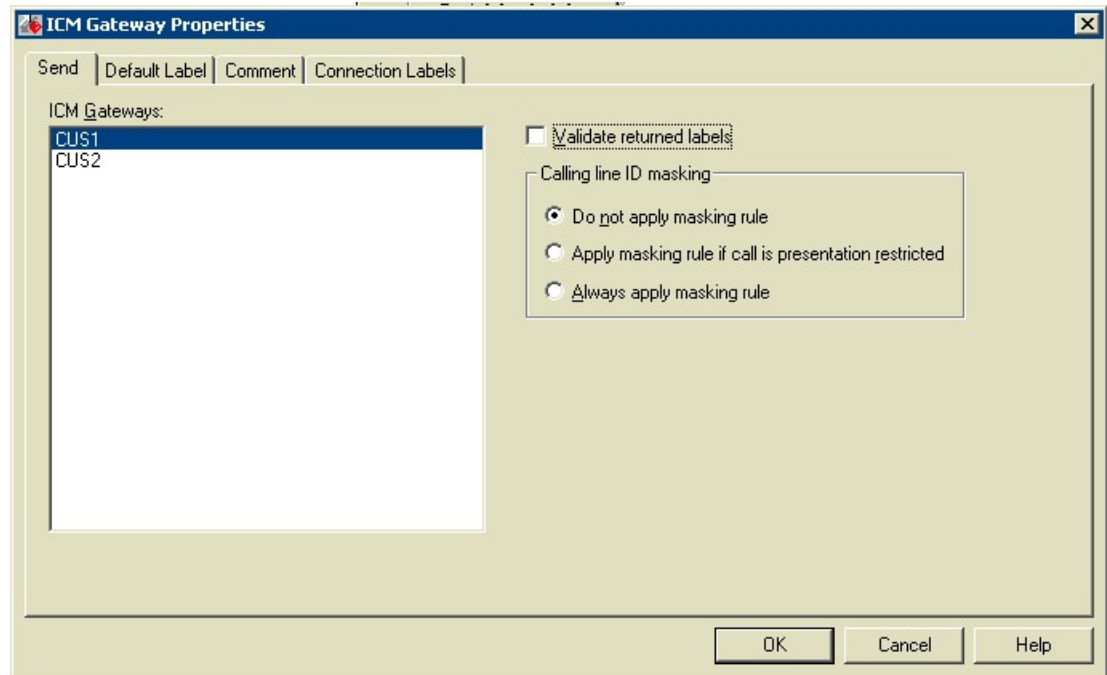 ICM Gateway Properties
Send
Default Label
Comment
Connection Labels
ICM Gateways:
CUS1
CUS2
Validate returned labels
Calling line ID masking
Do not apply masking rule
Apply masking rule if call is presentation restricted
Always apply masking rule
OK
Cancel
Help